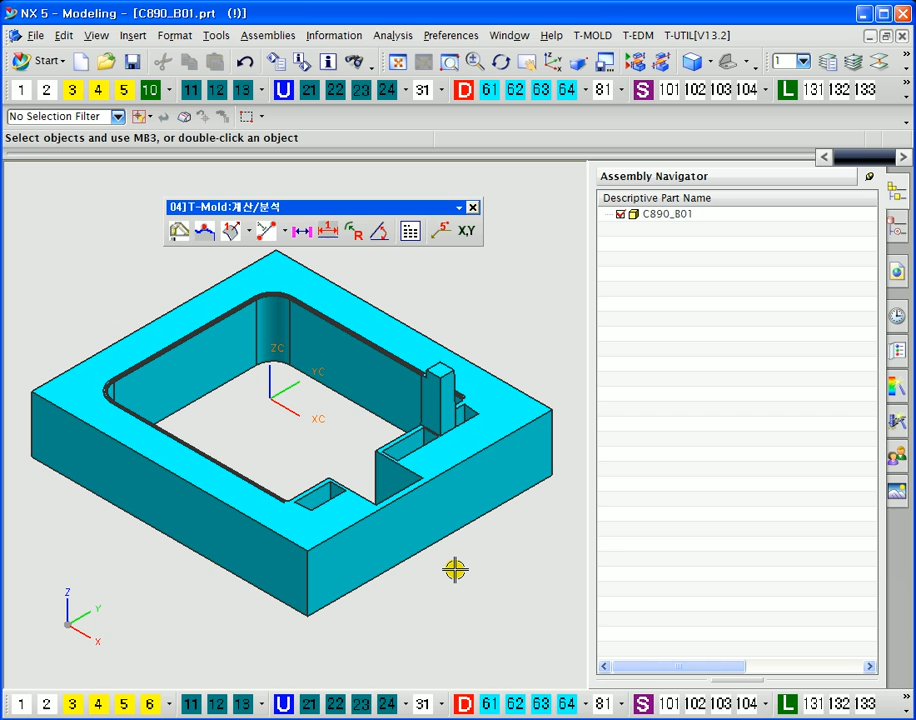 NX 5 - Modeling - [C890_B01.prt (!)]
File Edit View Insert Format Tools Assemblies Information Analysis Preferences Window Help T-MOLD T-EDM T-UTIL[V13.2]
Start 1
1 2 3 4 5 10 11 12 13 U 21 22 23 24 31 D 61 62 63 64 81 S 101 102 103 104 L 131 132 133
No Selection Filter
Select objects and use MB3, or double-click an object
Assembly Navigator
Descriptive Part Name
C890_B01
04]T-Mold:계산/분석
X,Y
ZC
YC
XC
Z
Y
X
1 2 3 4 5 6 11 12 13 U 21 22 23 24 31 D 61 62 63 64 81 S 101 102 103 104 L 131 132 133